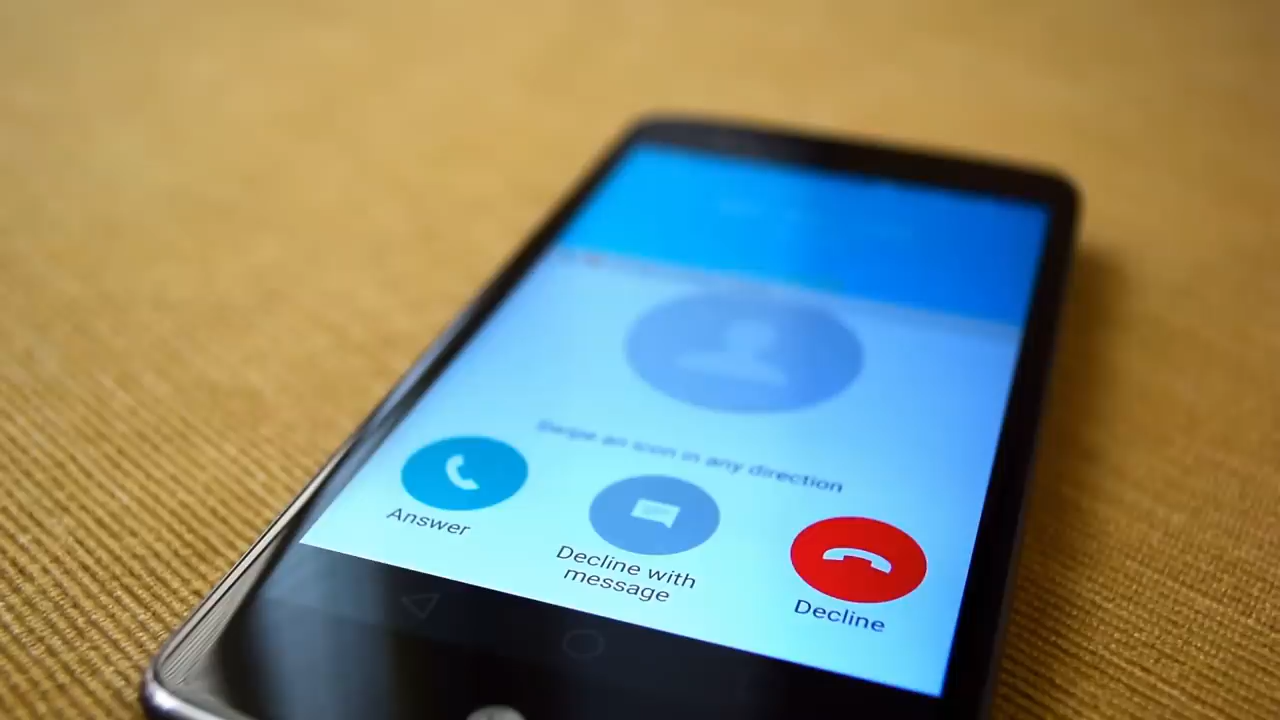 Swipe an icon in any direction
Answer
Decline with
message
Decline